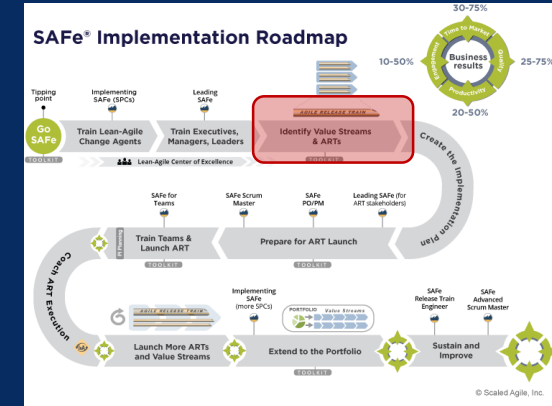 SAFe® Implementation Roadmap
30-75%
Time to Market
10-50%
Engagement
Business
results
Quality
25-75%
Productivity
20-50%
Tipping
point
Implementing
SAFe (SPCs)
Leading
SAFe
AGILE RELEASE TRAIN
Go
SAFe
Train Lean-Agile
Change Agents
Train Executives,
Managers, Leaders
Identify Value Streams
& ARTs
TOOLKIT
Lean-Agile Center of Excellence
TOOLKIT
Create the Implementation Plan
SAFe for
Teams
SAFe Scrum
Master
SAFe
PO/PM
Leading SAFe (for
ART stakeholders)
PI Planning
Train Teams &
Launch ART
Prepare for ART Launch
TOOLKIT
TOOLKIT
Coach ART Execution
AGILE RELEASE TRAIN
Implementing
SAFe
(more SPCs)
PORTFOLIO
Value Streams
SAFe
Release Train
Engineer
SAFe
Advanced
Scrum Master
Launch More ARTs
and Value Streams
Extend to the Portfolio
Sustain and
Improve
TOOLKIT
© Scaled Agile, Inc.